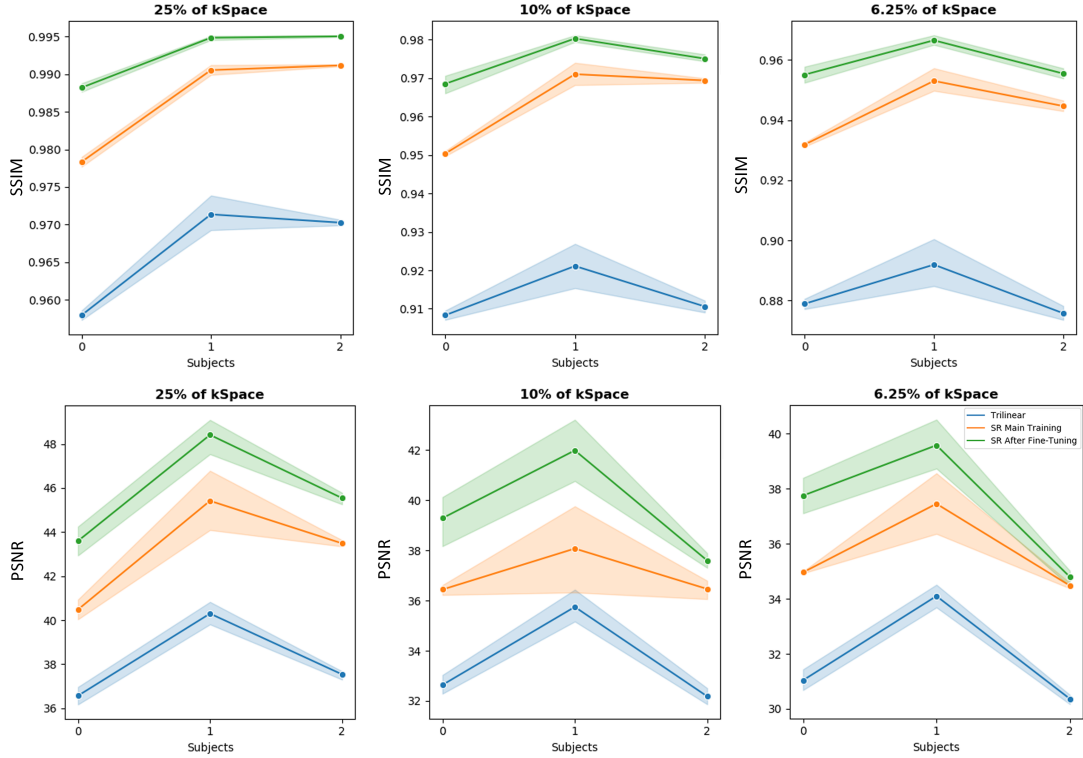 25% of kSpace
10% of kSpace
6.25% of kSpace
SSIM
0.995
0.990
0.985
0.980
0.975
0.970
0.965
0.960
0
1
2
Subjects
SSIM
0.98
0.97
0.96
0.95
0.94
0.93
0.92
0.91
0
1
2
Subjects
SSIM
0.96
0.94
0.92
0.90
0.88
0
1
2
Subjects
25% of kSpace
10% of kSpace
6.25% of kSpace
PSNR
48
46
44
42
40
38
36
0
1
2
Subjects
PSNR
42
40
38
36
34
32
0
1
2
Subjects
PSNR
40
38
36
34
32
30
0
1
2
Subjects
Trilinear
SR Main Training
SR After Fine-Tuning